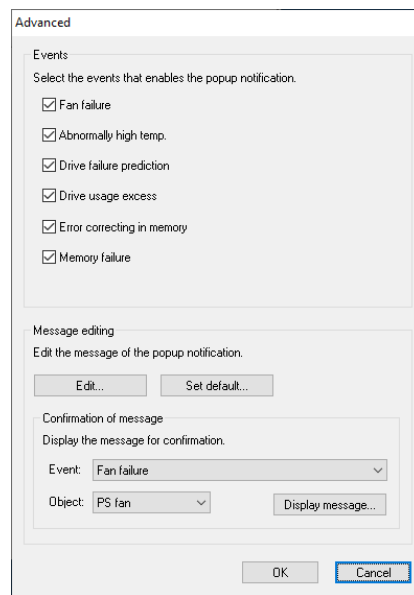 Advanced
Events
Select the events that enables the popup notification.
Fan failure
Abnormally high temp.
Drive failure prediction
Drive usage excess
Error correcting in memory
Memory failure
Message editing
Edit the message of the popup notification.
Edit... Set default...
Confirmation of message
Display the message for confirmation.
Event: Fan failure
Object: PS fan Display message...
OK Cancel